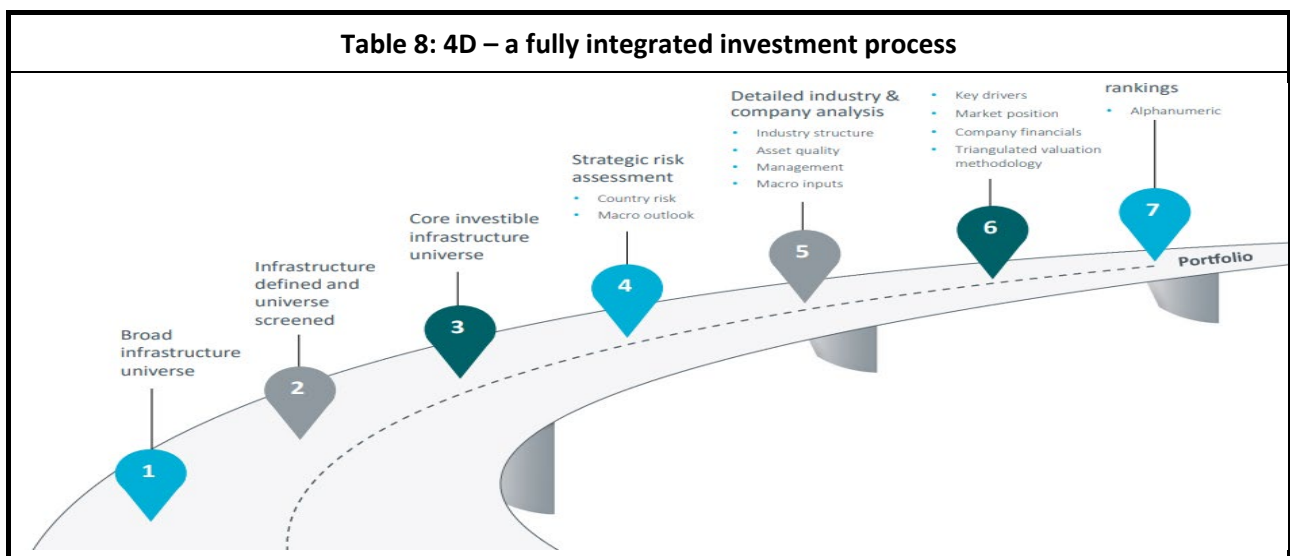 Table 8: 4D – a fully integrated investment process
Detailed industry &
company analysis
• Industry structure
• Asset quality
• Management
• Macro inputs
• Key drivers
• Market position
• Company financials
• Triangulated valuation
methodology
rankings
• Alphanumeric
Strategic risk
assessment
• Country risk
• Macro outlook
Core investible
infrastructure
universe
Infrastructure
defined and
universe
screened
Broad
infrastructure
universe
1
2
3
4
5
6
7
Portfolio